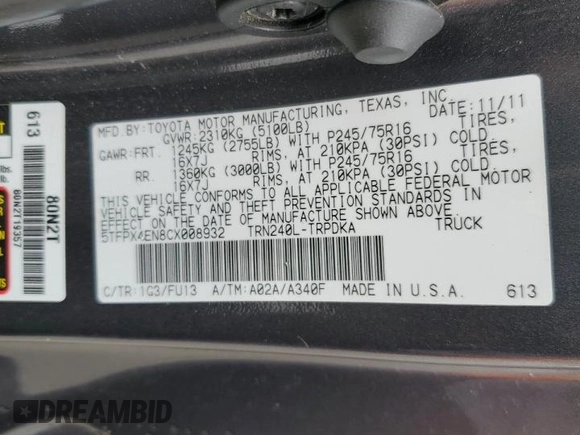 MFD.BY:TOYOTA MOTOR MANUFACTURING, TEXAS, INC.
GVWR:2310KG (5100LB) DATE:11/11
GAWR:FRT. 1245KG (2755LB) WITH P245/75R16 TIRES,
16X7J RIMS, AT 210KPA (30PSI) COLD.
RR. 1360KG (3000LB) WITH P245/75R16 TIRES,
16X7J RIMS, AT 210KPA (30PSI) COLD.
THIS VEHICLE CONFORMS TO ALL APPLICABLE FEDERAL MOTOR
VEHICLE SAFETY AND THEFT PREVENTION STANDARDS IN
EFFECT ON THE DATE OF MANUFACTURE SHOWN ABOVE.
5TFPX4EN8CX008932 TRN240L-TRPDKA TRUCK
C/TR:1G3/FU13 A/TM:A02A/A340F MADE IN U.S.A. 613
613
80N2T
80N2T19357
DREAMBID